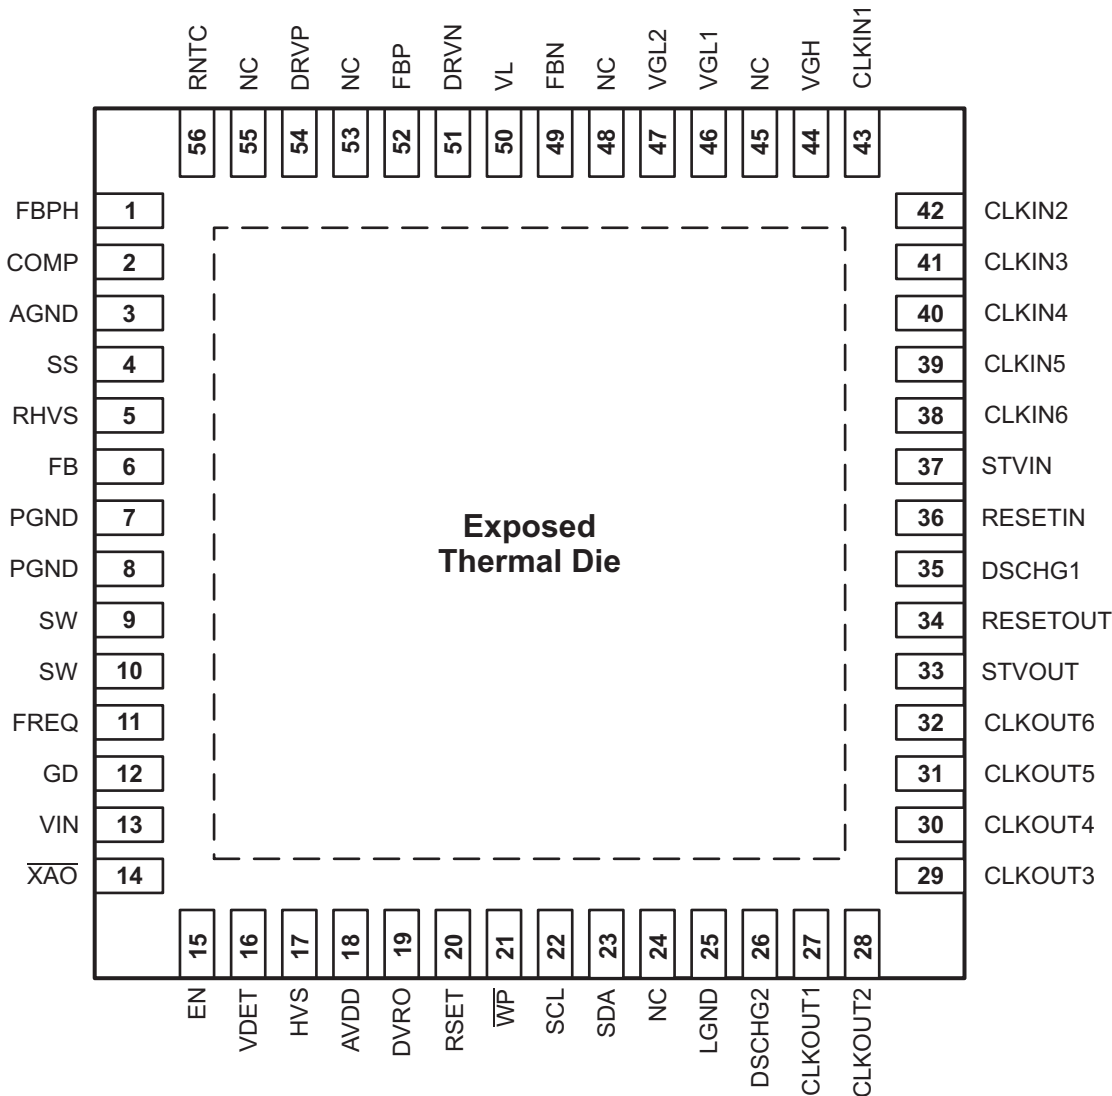 RNTC
NC
DRVP
NC
FBP
DRVN
VL
FBN
NC
VGL2
VGL1
NC
VGH
CLKIN1
56
55
54
53
52
51
50
49
48
47
46
45
44
43
FBPH 1
COMP 2
AGND 3
SS 4
RHVS 5
FB 6
PGND 7
PGND 8
SW 9
SW 10
FREQ 11
GD 12
VIN 13
X̅A̅O̅ 14
Exposed
Thermal Die
42 CLKIN2
41 CLKIN3
40 CLKIN4
39 CLKIN5
38 CLKIN6
37 STVIN
36 RESETIN
35 DSCHG1
34 RESETOUT
33 STVOUT
32 CLKOUT6
31 CLKOUT5
30 CLKOUT4
29 CLKOUT3
15
16
17
18
19
20
21
22
23
24
25
26
27
28
EN
VDET
HVS
AVDD
DVRO
RSET
W̅P̅
SCL
SDA
NC
LGND
DSCHG2
CLKOUT1
CLKOUT2